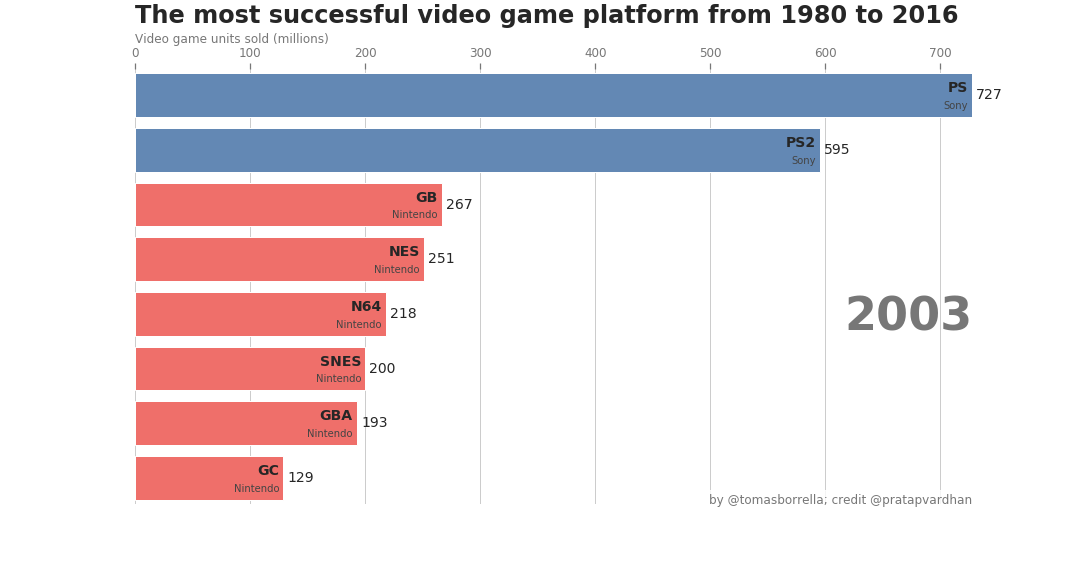 The most successful video game platform from 1980 to 2016
Video game units sold (millions)
0 100 200 300 400 500 600 700
PS
Sony
727
PS2
Sony
595
GB
Nintendo
267
NES
Nintendo
251
N64
Nintendo
218
2003
SNES
Nintendo
200
GBA
Nintendo
193
GC
Nintendo
129
by @tomasborrella; credit @pratapvardhan